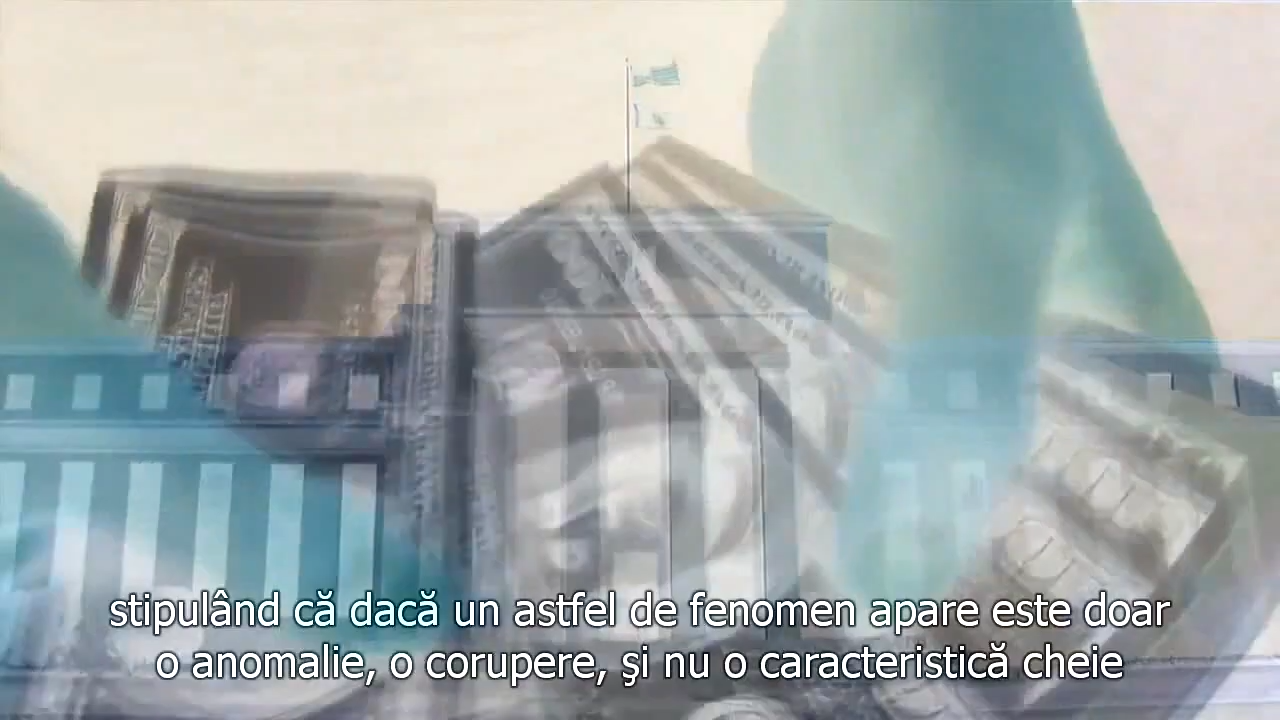 stipulând că dacă un astfel de fenomen apare este doar
o anomalie, o corupere, şi nu o caracteristică cheie